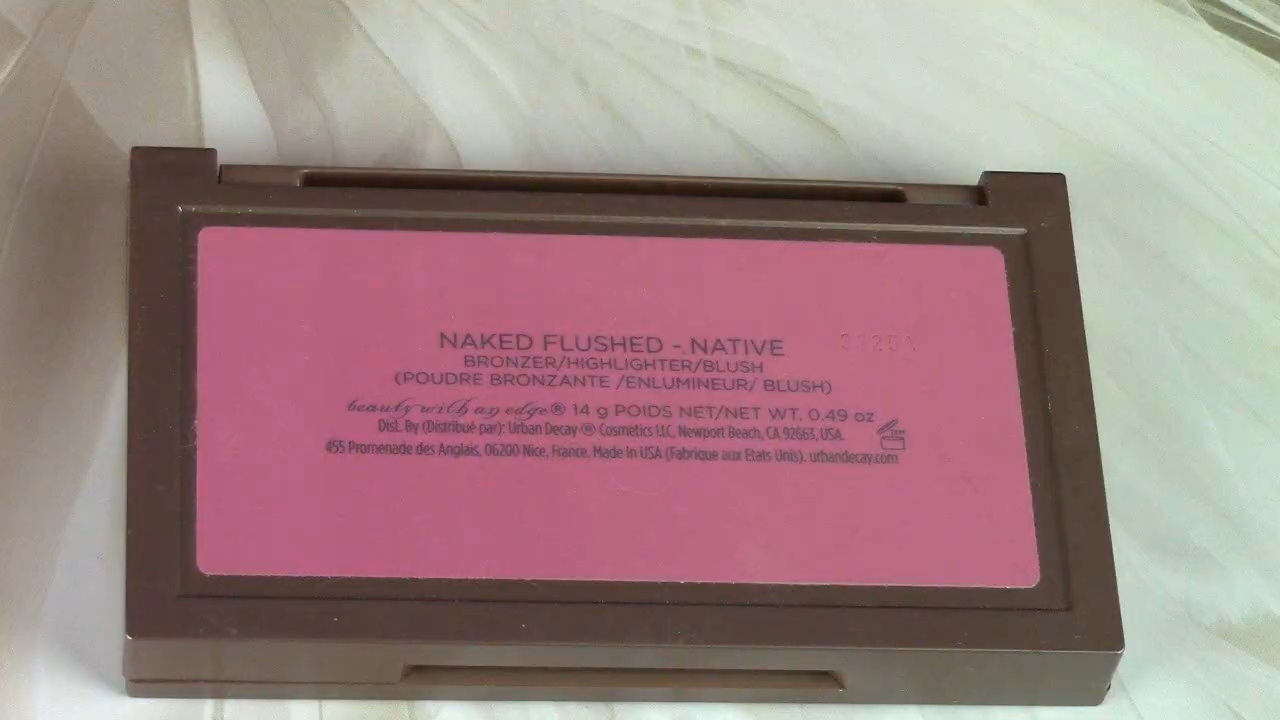 NAKED FLUSHED - NATIVE
BRONZER/HIGHLIGHTER/BLUSH
(POUDRE BRONZANTE /ENLUMINEUR/ BLUSH)
beauty with an edge® 14 g POIDS NET/NET WT. 0.49 oz
Dist. By (Distribué par): Urban Decay ® Cosmetics LLC, Newport Beach, CA 92663, USA.
455 Promenade des Anglais, 06200 Nice, France. Made In USA (Fabrique aux Etats Unis). urbandecay.com